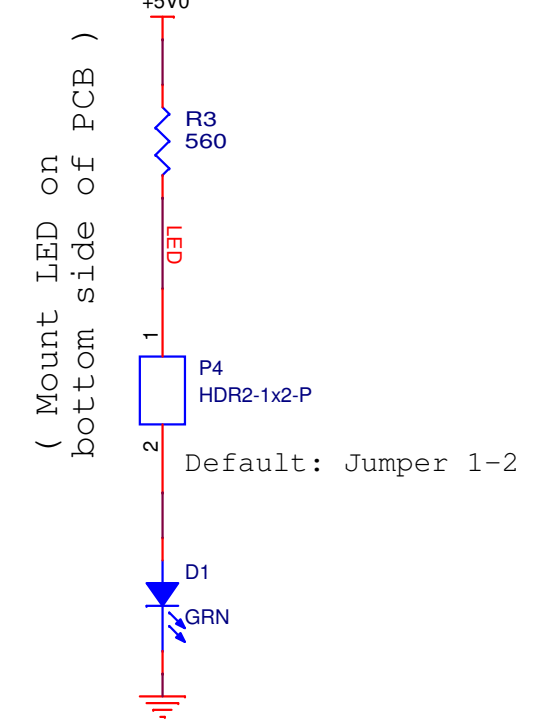 +5V0
( Mount LED on
bottom side of PCB )
R3
560
LED
1
P4
HDR2-1x2-P
2
Default: Jumper 1-2
D1
GRN